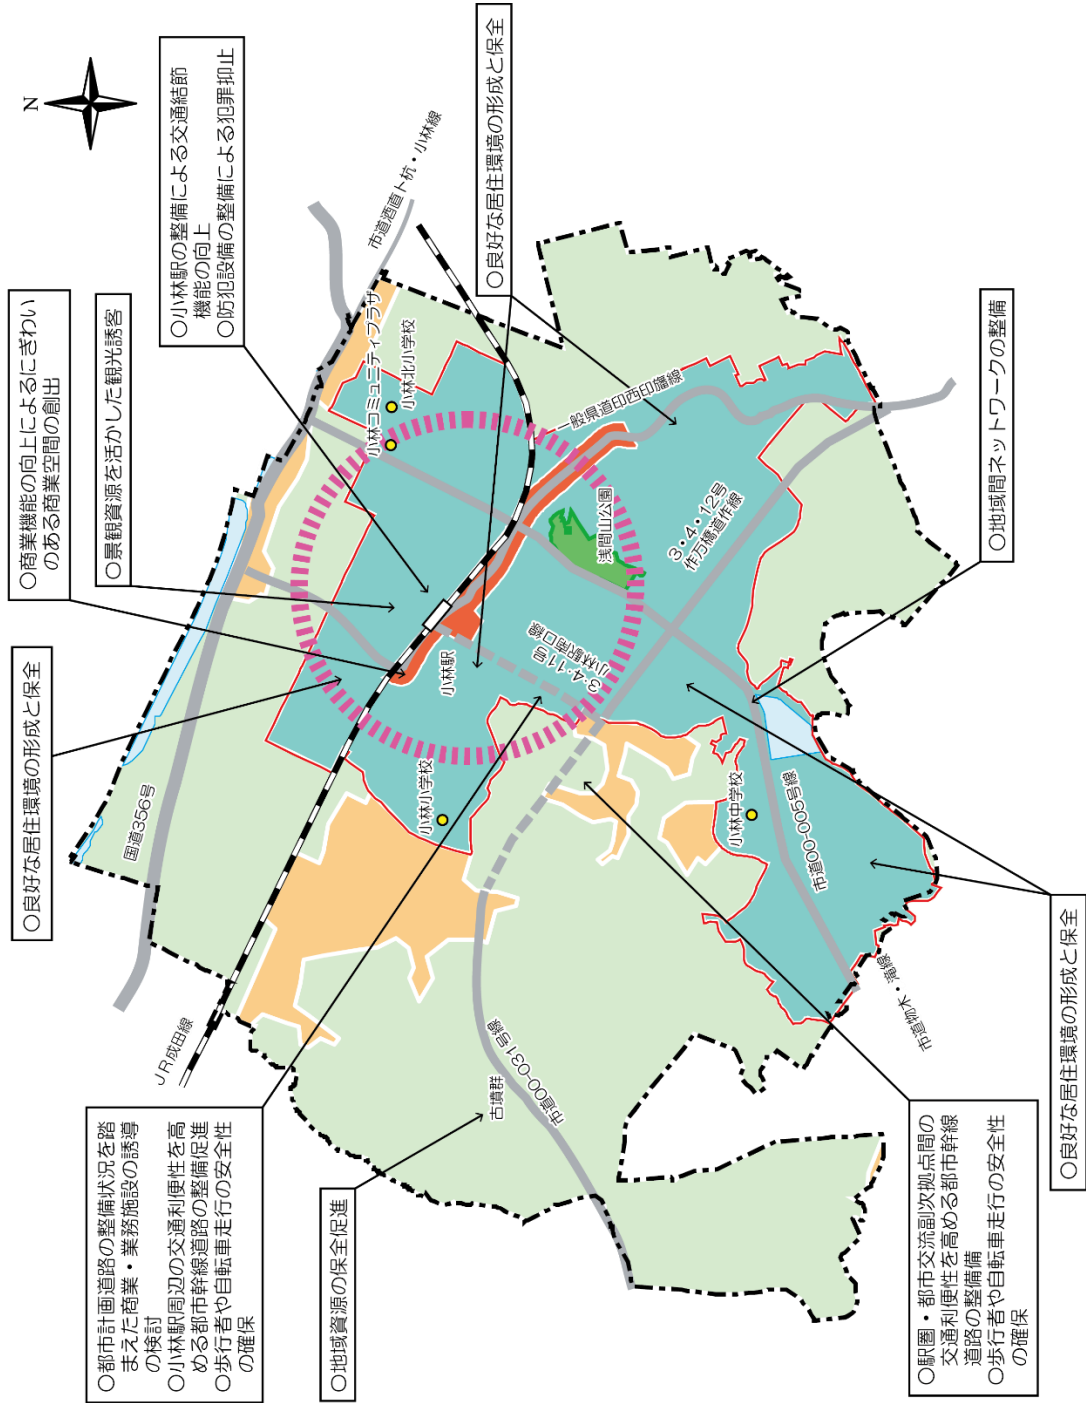 N
○都市計画道路の整備状況を踏
まえた商業・業務施設の誘導
の検討
○小林駅周辺の交通利便性を高
める都市幹線道路の整備促進
○歩行者や自転車走行の安全性
の確保
○良好な居住環境の形成と保全
○商業機能の向上によるにぎわい
のある商業空間の創出
○景観資源を活かした観光誘客
○小林駅の整備による交通結節
機能の向上
○防犯設備の整備による犯罪抑止
○良好な居住環境の形成と保全
○地域資源の保全促進
○駅圏・都市交流副次拠点間の
交通利便性を高める都市幹線
道路の整備備
○歩行者や自転車走行の安全性
の確保
○良好な居住環境の形成と保全
○地域間ネットワークの整備
JR成田線
国道356号
市道酒直ト杭・小林線
小林コミュニティプラザ
小林北小学校
小林小学校
小林駅
一般県道印西印旛線
浅間山公園
3・4・11号
小林駅南口線
3・4・12号
作万橋道作線
古墳群
市道00-031号線
小林中学校
市道00-005号線
市道物木・滝線